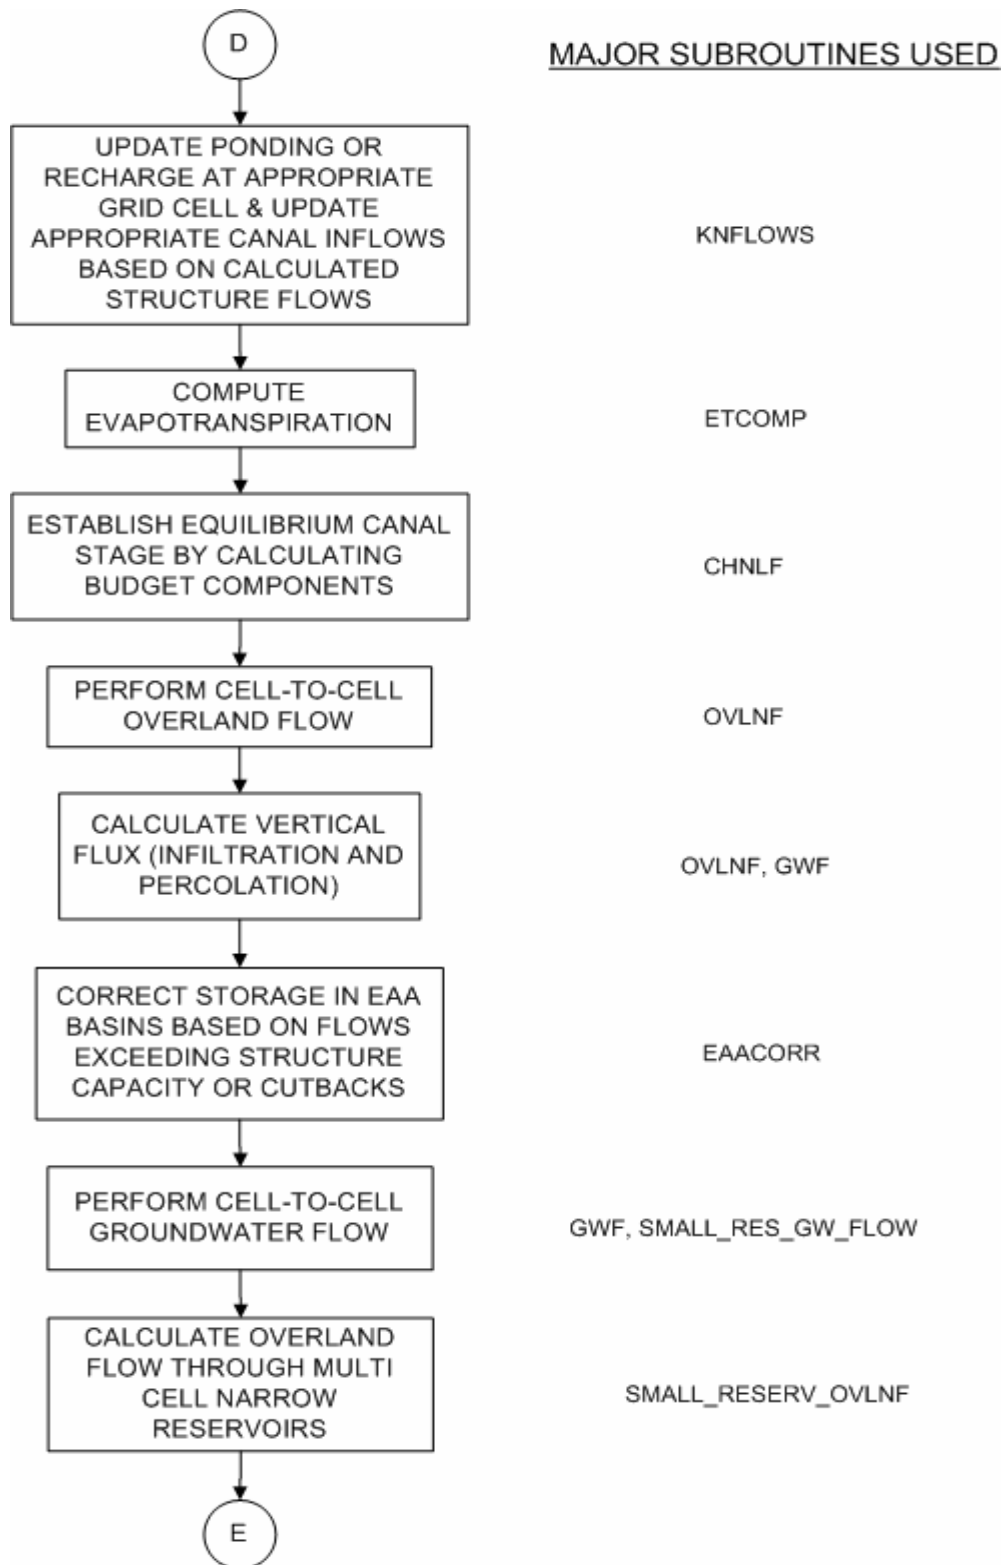 D
MAJOR SUBROUTINES USED
UPDATE PONDING OR
RECHARGE AT APPROPRIATE
GRID CELL & UPDATE
APPROPRIATE CANAL INFLOWS
BASED ON CALCULATED
STRUCTURE FLOWS
KNFLOWS
COMPUTE
EVAPOTRANSPIRATION
ETCOMP
ESTABLISH EQUILIBRIUM CANAL
STAGE BY CALCULATING
BUDGET COMPONENTS
CHNLF
PERFORM CELL-TO-CELL
OVERLAND FLOW
OVLNF
CALCULATE VERTICAL
FLUX (INFILTRATION AND
PERCOLATION)
OVLNF, GWF
CORRECT STORAGE IN EAA
BASINS BASED ON FLOWS
EXCEEDING STRUCTURE
CAPACITY OR CUTBACKS
EAACORR
PERFORM CELL-TO-CELL
GROUNDWATER FLOW
GWF, SMALL_RES_GW_FLOW
CALCULATE OVERLAND
FLOW THROUGH MULTI
CELL NARROW
RESERVOIRS
SMALL_RESERV_OVLNF
E